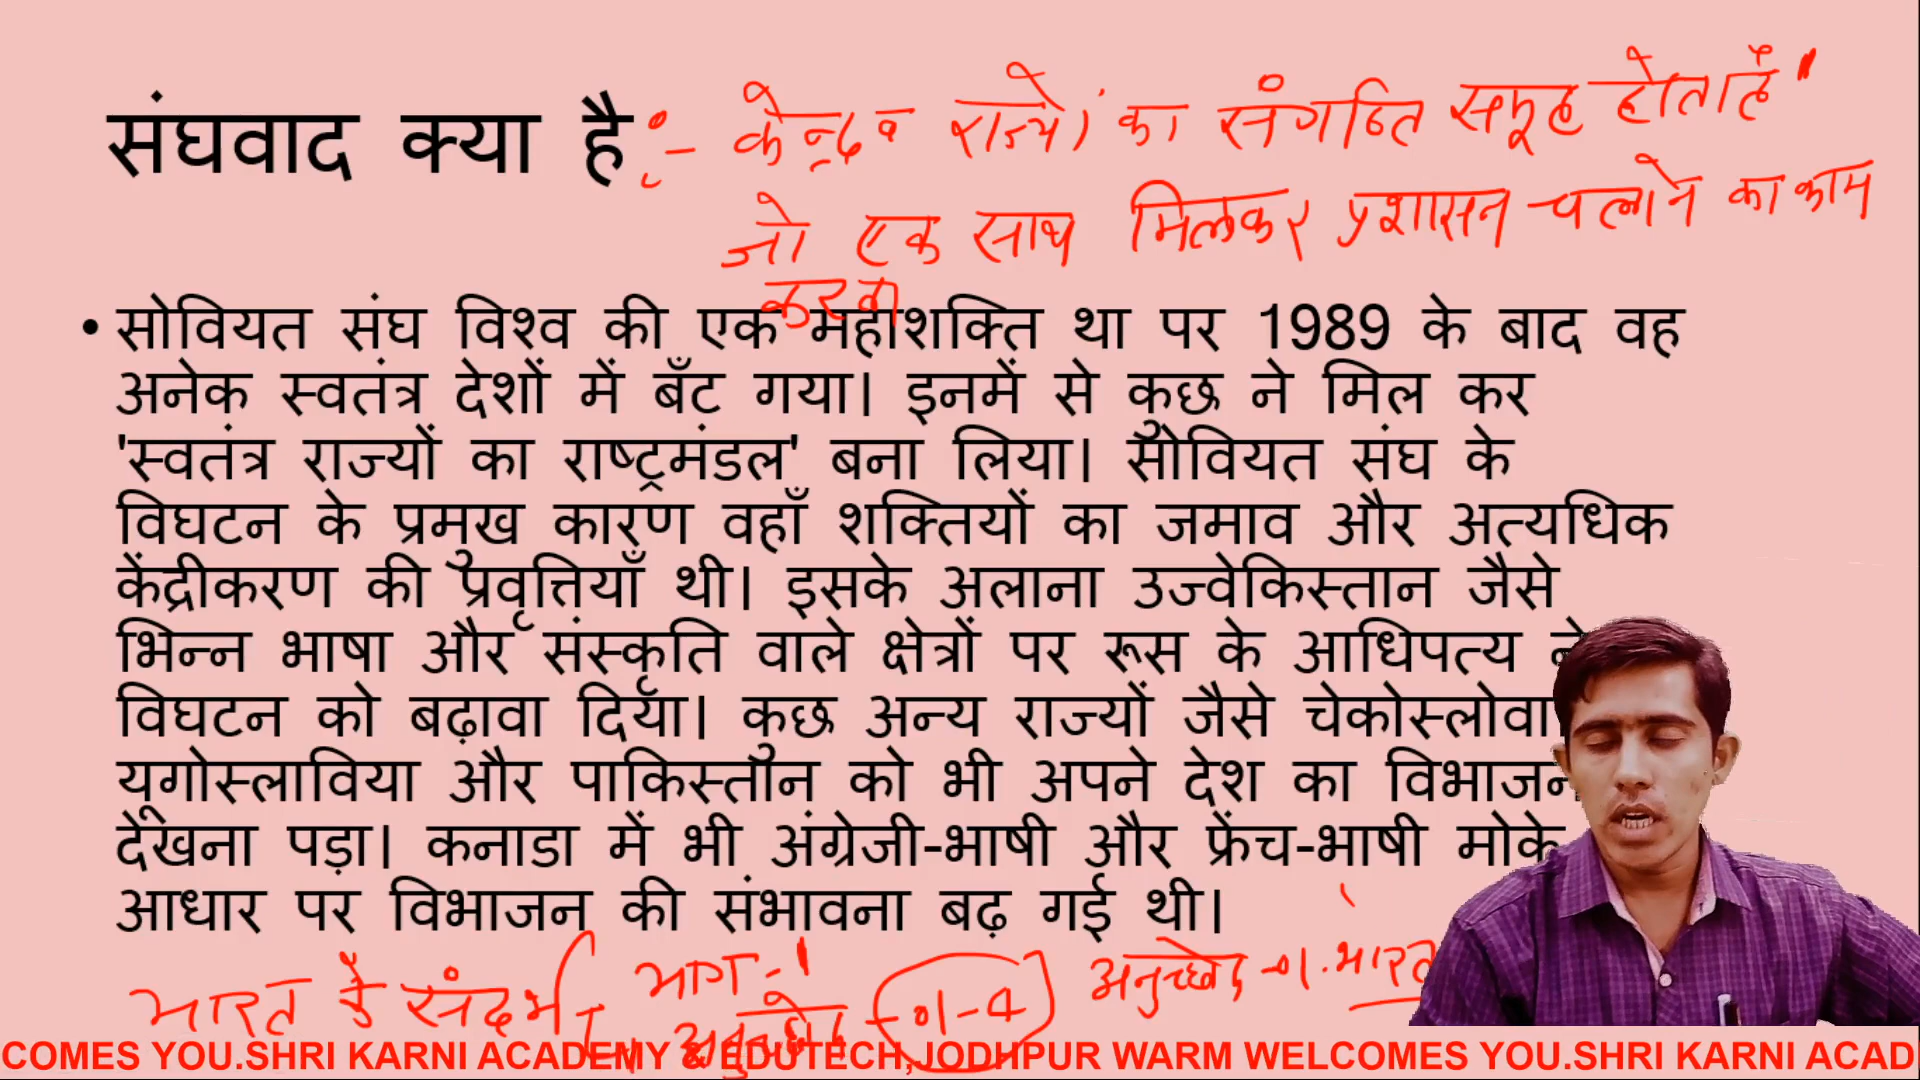 संघवाद क्या है :- केन्द्र व राज्यों का संगठित समूह होता है"
जो एक साथ मिलकर प्रशासन चलाने का काम
करता
• सोवियत संघ विश्व की एक महाशक्ति था पर 1989 के बाद वह
अनेक स्वतंत्र देशों में बँट गया। इनमें से कुछ ने मिल कर
'स्वतंत्र राज्यों का राष्ट्रमंडल' बना लिया। सोवियत संघ के
विघटन के प्रमुख कारण वहाँ शक्तियों का जमाव और अत्यधिक
केंद्रीकरण की प्रवृत्तियाँ थी। इसके अलाना उज्वेकिस्तान जैसे
भिन्न भाषा और संस्कृति वाले क्षेत्रों पर रूस के आधिपत्य ने
विघटन को बढ़ावा दिया। कुछ अन्य राज्यों जैसे
यूगोस्लाविया और पाकिस्तान को भी अपने देश का विभाजन
देखना पड़ा। कनाडा में भी अंग्रेजी-भाषी और फ्रेंच-भाषी मोके
आधार पर विभाजन की संभावना बढ़ गई थी।
भारत के संदर्भ भाग - 1 अनुच्छेद - 01. भारत
अनुच्छेद - 01-4
COMES YOU.SHRI KARNI ACADEMY & EDUTECH,JODHPUR WARM WELCOMES YOU.SHRI KARNI ACAD